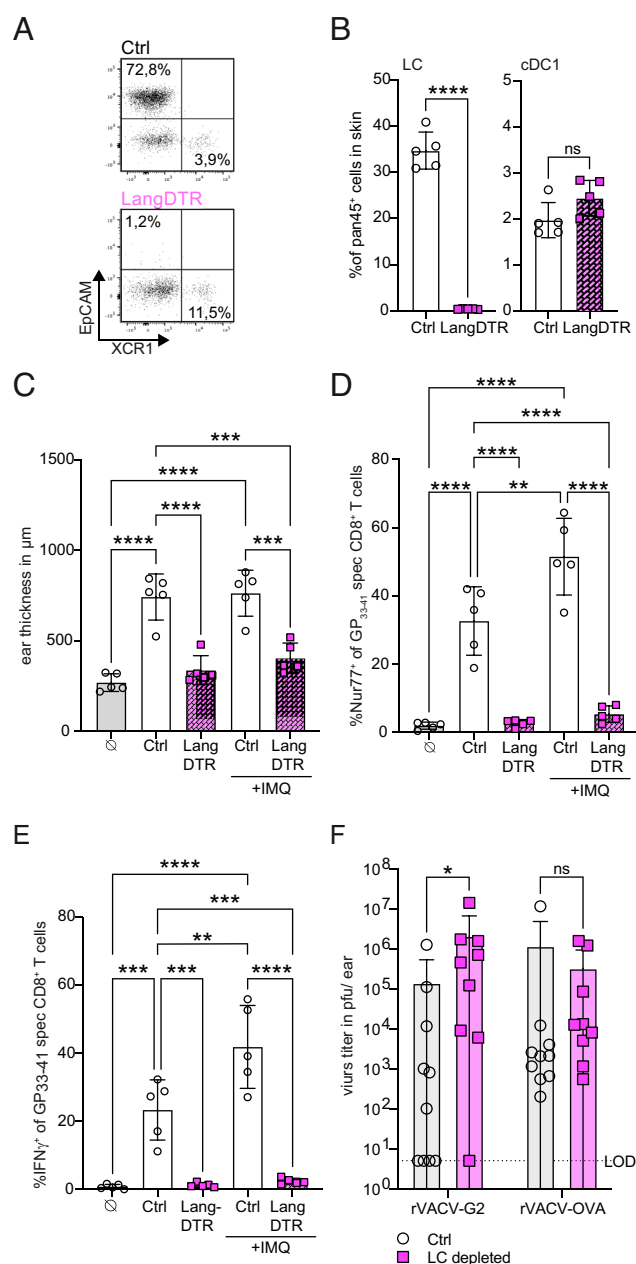 A
Ctrl
72,8%
3,9%
LangDTR
1,2%
11,5%
EpCAM
XCR1
B
LC
cDC1
%of pan45+ cells in skin
50
40
30
20
10
0
****
Ctrl LangDTR
5
4
3
2
1
0
ns
Ctrl LangDTR
C
ear thickness in µm
1500
1000
500
0
***
****
****
****
***
∅
Ctrl
Lang
DTR
Ctrl
Lang
DTR
+IMQ
D
%Nur77+ of GP33-41 spec CD8+ T cells
80
60
40
20
0
****
****
****
****
**
****
∅
Ctrl
Lang
DTR
Ctrl
Lang
DTR
+IMQ
E
%IFNγ+ of GP33-41 spec CD8+ T cells
80
60
40
20
0
****
***
**
***
***
****
∅
Ctrl
Lang-
DTR
Ctrl
Lang
DTR
+IMQ
F
viurs titer in pfu/ ear
10⁸
10⁷
10⁶
10⁵
10⁴
10³
10²
10¹
10⁰
*
ns
LOD
rVACV-G2
rVACV-OVA
Ctrl
LC depleted